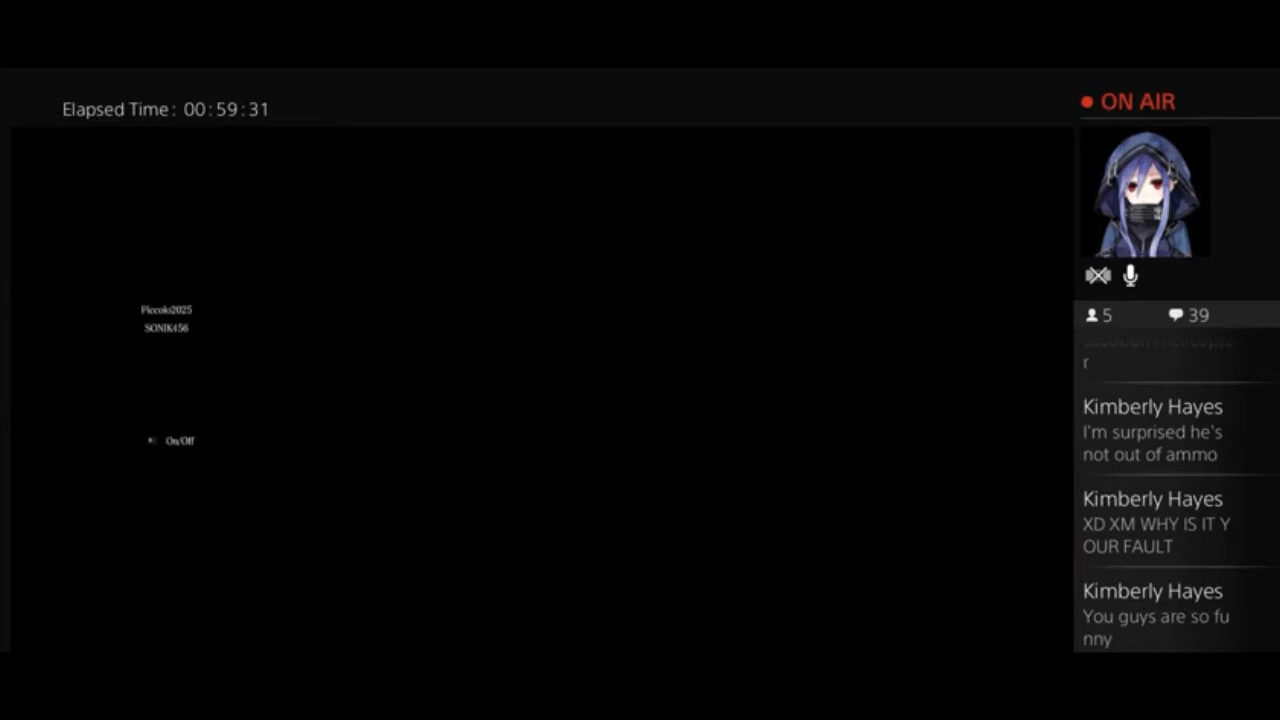 Elapsed Time: 00:59:31
ON AIR
Piccolo2025
SONIK456
On/Off
5
39
r
Kimberly Hayes
I'm surprised he's
not out of ammo
Kimberly Hayes
XD XM WHY IS IT Y
OUR FAULT
Kimberly Hayes
You guys are so fu
nny